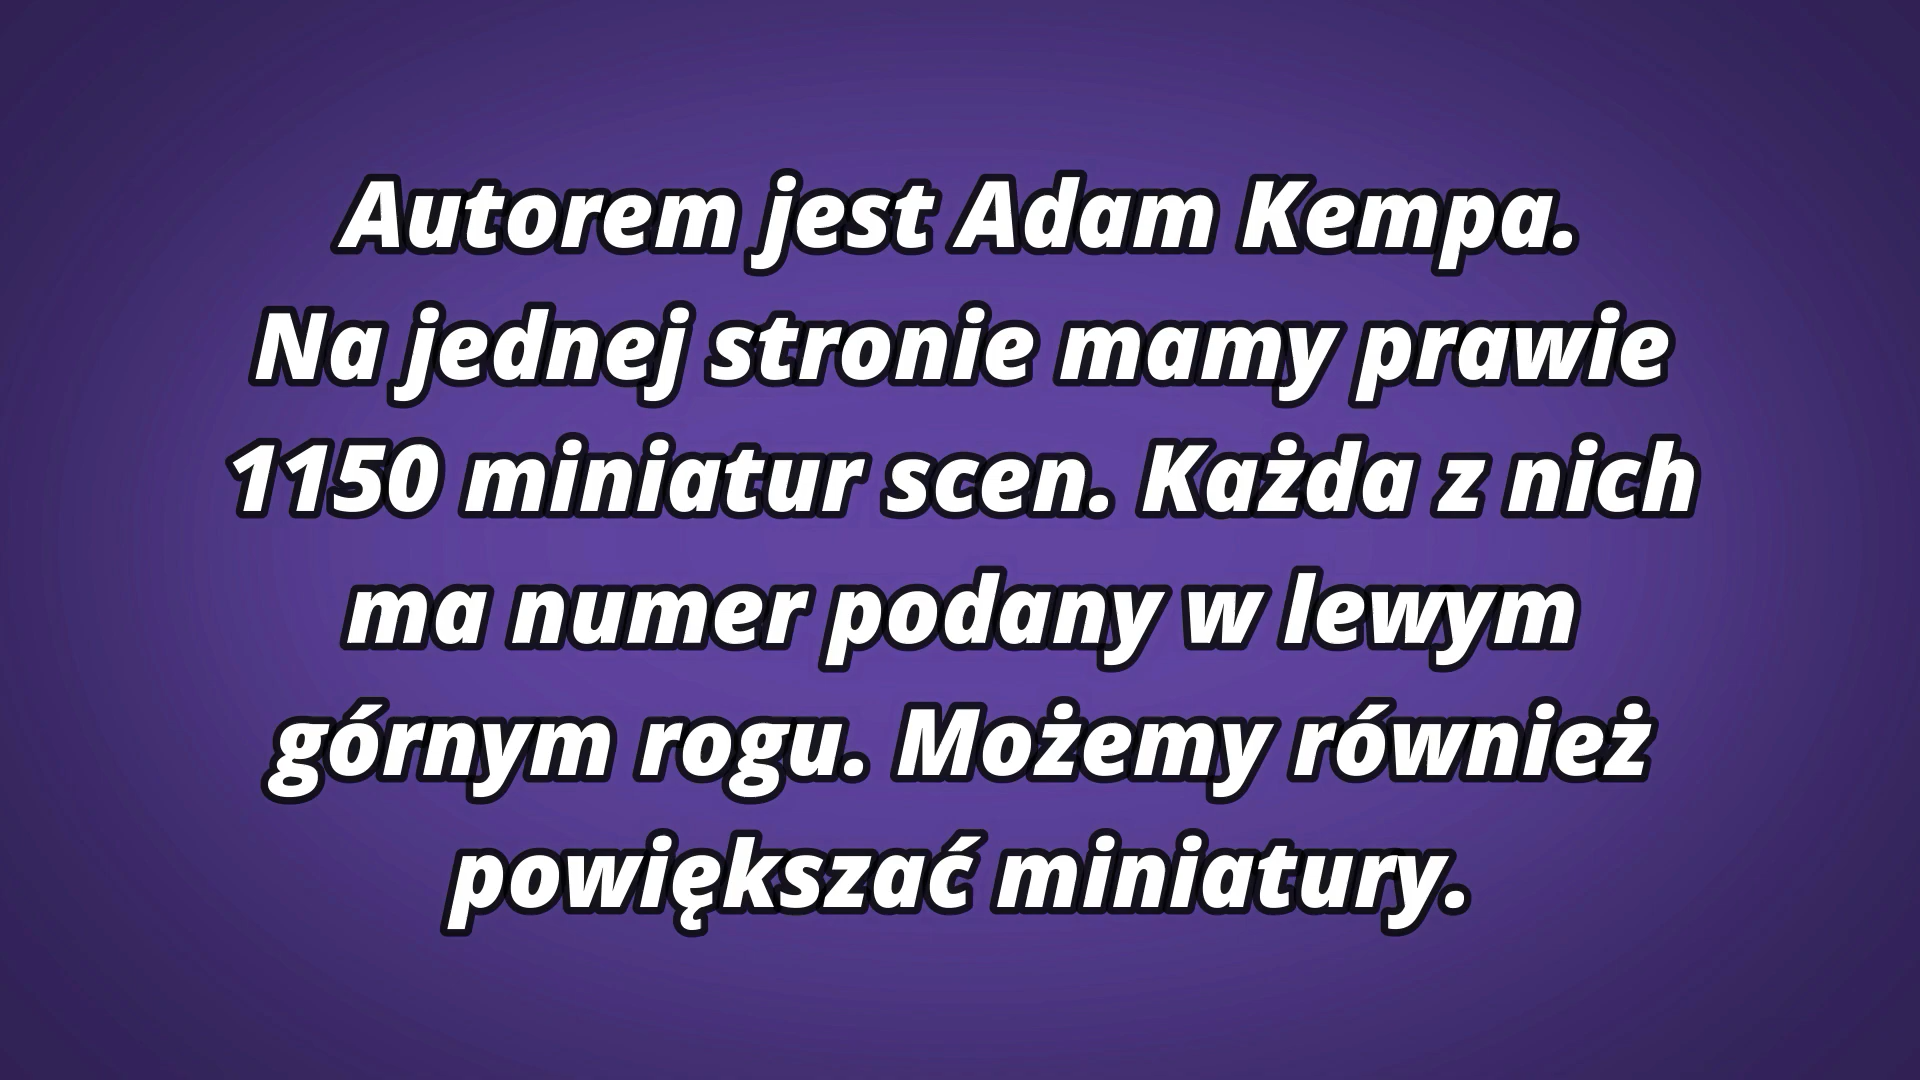 Autorem jest Adam Kempa.
Na jednej stronie mamy prawie
1150 miniatur scen. Każda z nich
ma numer podany w lewym
górnym rogu. Możemy również
powiększać miniatury.